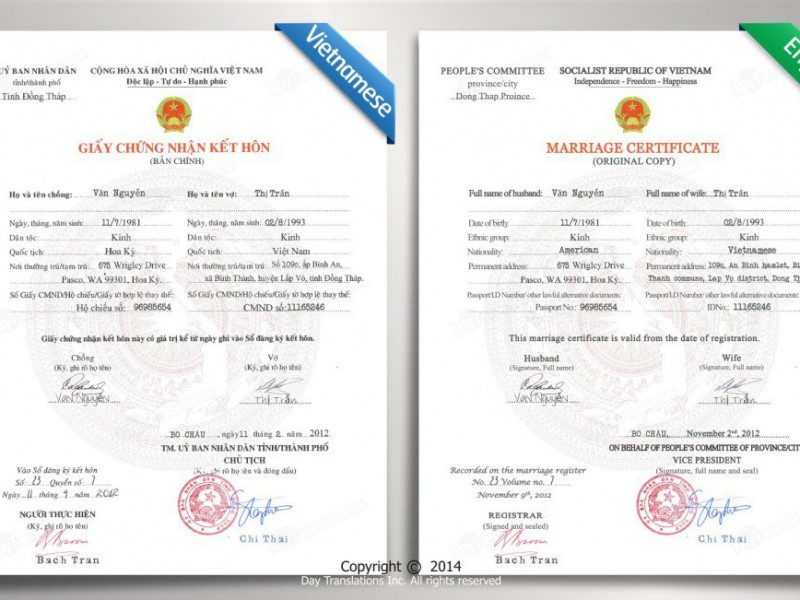 Vietnamese
ỦY BAN NHÂN DÂN
tỉnh/thành phố
Tỉnh Đồng Tháp
CỘNG HÒA XÃ HỘI CHỦ NGHĨA VIỆT NAM
Độc lập - Tự do - Hạnh phúc
GIẤY CHỨNG NHẬN KẾT HÔN
(BẢN CHÍNH)
Họ và tên chồng: Văn Nguyễn Họ và tên vợ: Thị Trần
Ngày, tháng, năm sinh: 11/7/1981 Ngày, tháng, năm sinh: 02/8/1993
Dân tộc: Kinh Dân tộc: Kinh
Quốc tịch: Hoa Kỳ Quốc tịch: Việt Nam
Nơi thường trú/tạm trú: 675 Wrigley Drive Nơi thường trú/tạm trú: Số 109c, ấp Bình An,
Pasco, WA 99301, Hoa Kỳ. xã Bình Thành, huyện Lấp Vò, tỉnh Đồng Tháp.
Số Giấy CMND/Hộ chiếu/Giấy tờ hợp lệ thay thế: Số Giấy CMND/Hộ chiếu/Giấy tờ hợp lệ thay thế:
Hộ chiếu số: 96985654 CMND số:11165246
Giấy chứng nhận kết hôn này có giá trị kể từ ngày ghi vào Sổ đăng ký kết hôn.
Chồng Vợ
(Ký, ghi rõ họ tên) (Ký, ghi rõ họ tên)
Văn Nguyễn Thị Trần
BO CHAU, ngày 11 tháng 2 năm 2012
TM. UỶ BAN NHÂN DÂN TỈNH/THÀNH PHỐ
CHỦ TỊCH
rõ họ tên và đóng dấu)
Vào Sổ đăng ký kết hôn
Số: 23 Quyển số: 7
Ngày 11 tháng 9 năm 2012
NGƯỜI THỰC HIỆN
(Ký, ghi rõ họ tên)
Bach Tran
Chi Thai
PEOPLE'S COMMITTEE
province/city
Dong Thap Proince
SOCIALIST REPUBLIC OF VIETNAM
Independence - Freedom - Happiness
MARRIAGE CERTIFICATE
(ORIGINAL COPY)
Full name of husband: Văn Nguyễn Full name of wife: Thị Trần
Date of birth: 11/7/1981 Date of birth: 02/8/1993
Ethnic group: Kinh Ethnic group: Kinh
Nationality: American Nationality: Vietnamese
Permanent address: 675 Wrigley Drive Permanent address: 109c, An Binh hamlet,
Pasco, WA 99301, Hoa Kỳ. Thanh commune, Lap Vo district, Dong
Passport/I.D Number/other lawful alternative documents: Passport/I.D Number/other lawful alternative documents:
Passport No.: 96985654 IDNo.: 11165246
This marriage certificate is valid from the date of registration.
Husband Wife
(Signature, Full name) (Signature, Full name)
Văn Nguyễn Thị Trần
BO CHAU, November 2nd, 2012
ON BEHALF OF PEOPLE'S COMMITTEE OF PROVINCE/
VICE PRESIDENT
(Signature, full name and seal)
Recorded on the marriage register
No. 23 Volume no. 7
November 9th, 2012
REGISTRAR
(Signed and sealed)
Bach Tran
Chi Thai
Copyright © 2014
Day Translations Inc. All rights reserved